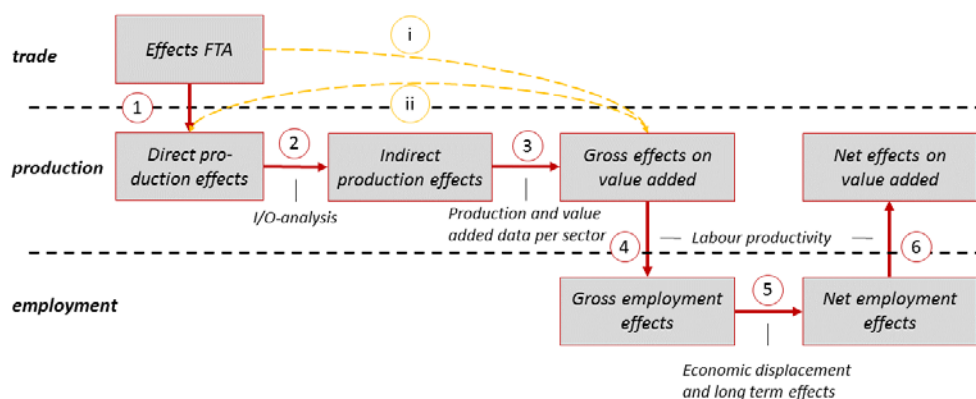 trade
Effects FTA
i
1
ii
production
Direct pro-
duction effects
2
I/O-analysis
Indirect
production effects
3
Production and value
added data per sector
Gross effects on
value added
Net effects on
value added
4
Labour productivity
6
employment
Gross employment
effects
5
Economic displacement
and long term effects
Net employment
effects